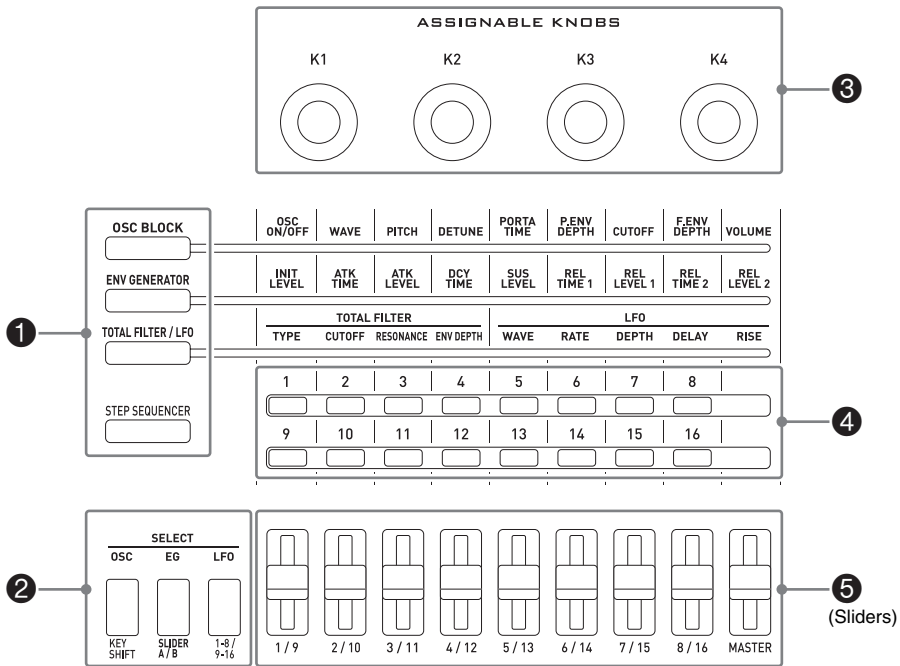 ASSIGNABLE KNOBS
K1 K2 K3 K4
❸
OSC BLOCK
OSC ON/OFF WAVE PITCH DETUNE PORTA TIME P.ENV DEPTH CUTOFF F.ENV DEPTH VOLUME
ENV GENERATOR
INIT LEVEL ATK TIME ATK LEVEL DCY TIME SUS LEVEL REL TIME 1 REL LEVEL 1 REL TIME 2 REL LEVEL 2
❶
TOTAL FILTER LFO
TOTAL FILTER / LFO
TYPE CUTOFF RESONANCE ENV DEPTH WAVE RATE DEPTH DELAY RISE
1 2 3 4 5 6 7 8
STEP SEQUENCER
❹
9 10 11 12 13 14 15 16
❷
SELECT
OSC EG LFO
KEY SHIFT SLIDER A / B 1-8 / 9-16
❺
(Sliders)
1 / 9 2 / 10 3 / 11 4 / 12 5 / 13 6 / 14 7 / 15 8 / 16 MASTER